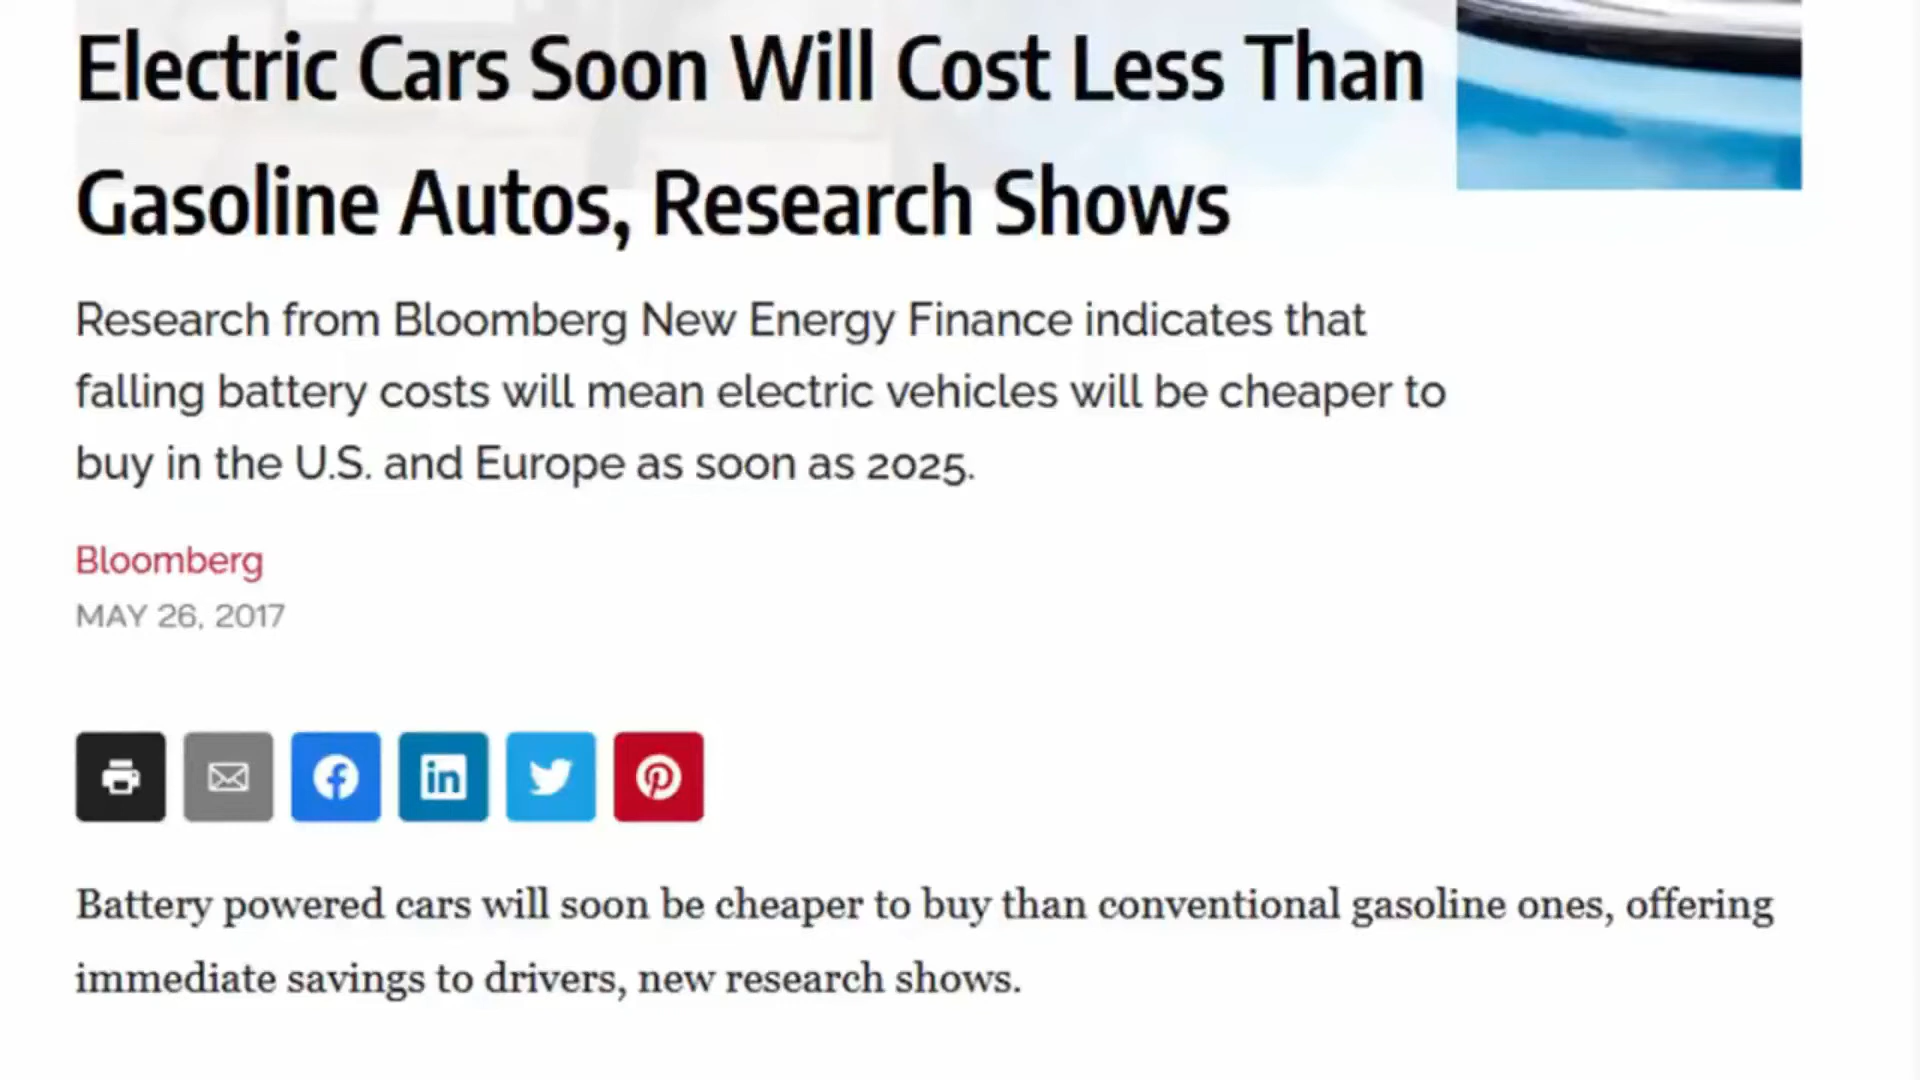 Electric Cars Soon Will Cost Less Than
Gasoline Autos, Research Shows
Research from Bloomberg New Energy Finance indicates that
falling battery costs will mean electric vehicles will be cheaper to
buy in the U.S. and Europe as soon as 2025.
Bloomberg
MAY 26, 2017
in
Battery powered cars will soon be cheaper to buy than conventional gasoline ones, offering
immediate savings to drivers, new research shows.